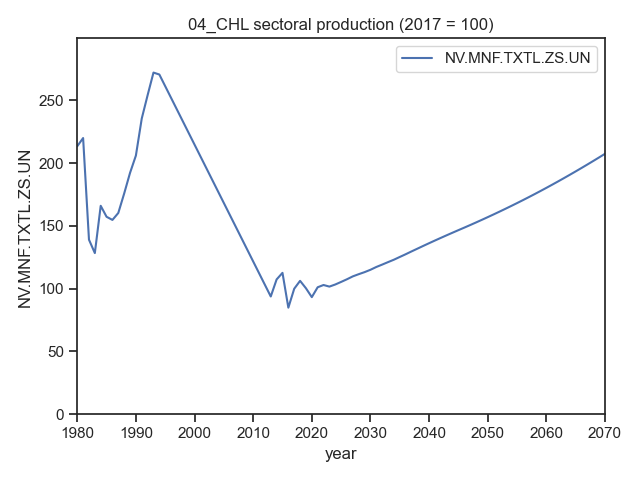 04_CHL sectoral production (2017 = 100)
NV.MNF.TXTL.ZS.UN
NV.MNF.TXTL.ZS.UN
250
200
150
100
50
0
1980 1990 2000 2010 2020 2030 2040 2050 2060 2070
year